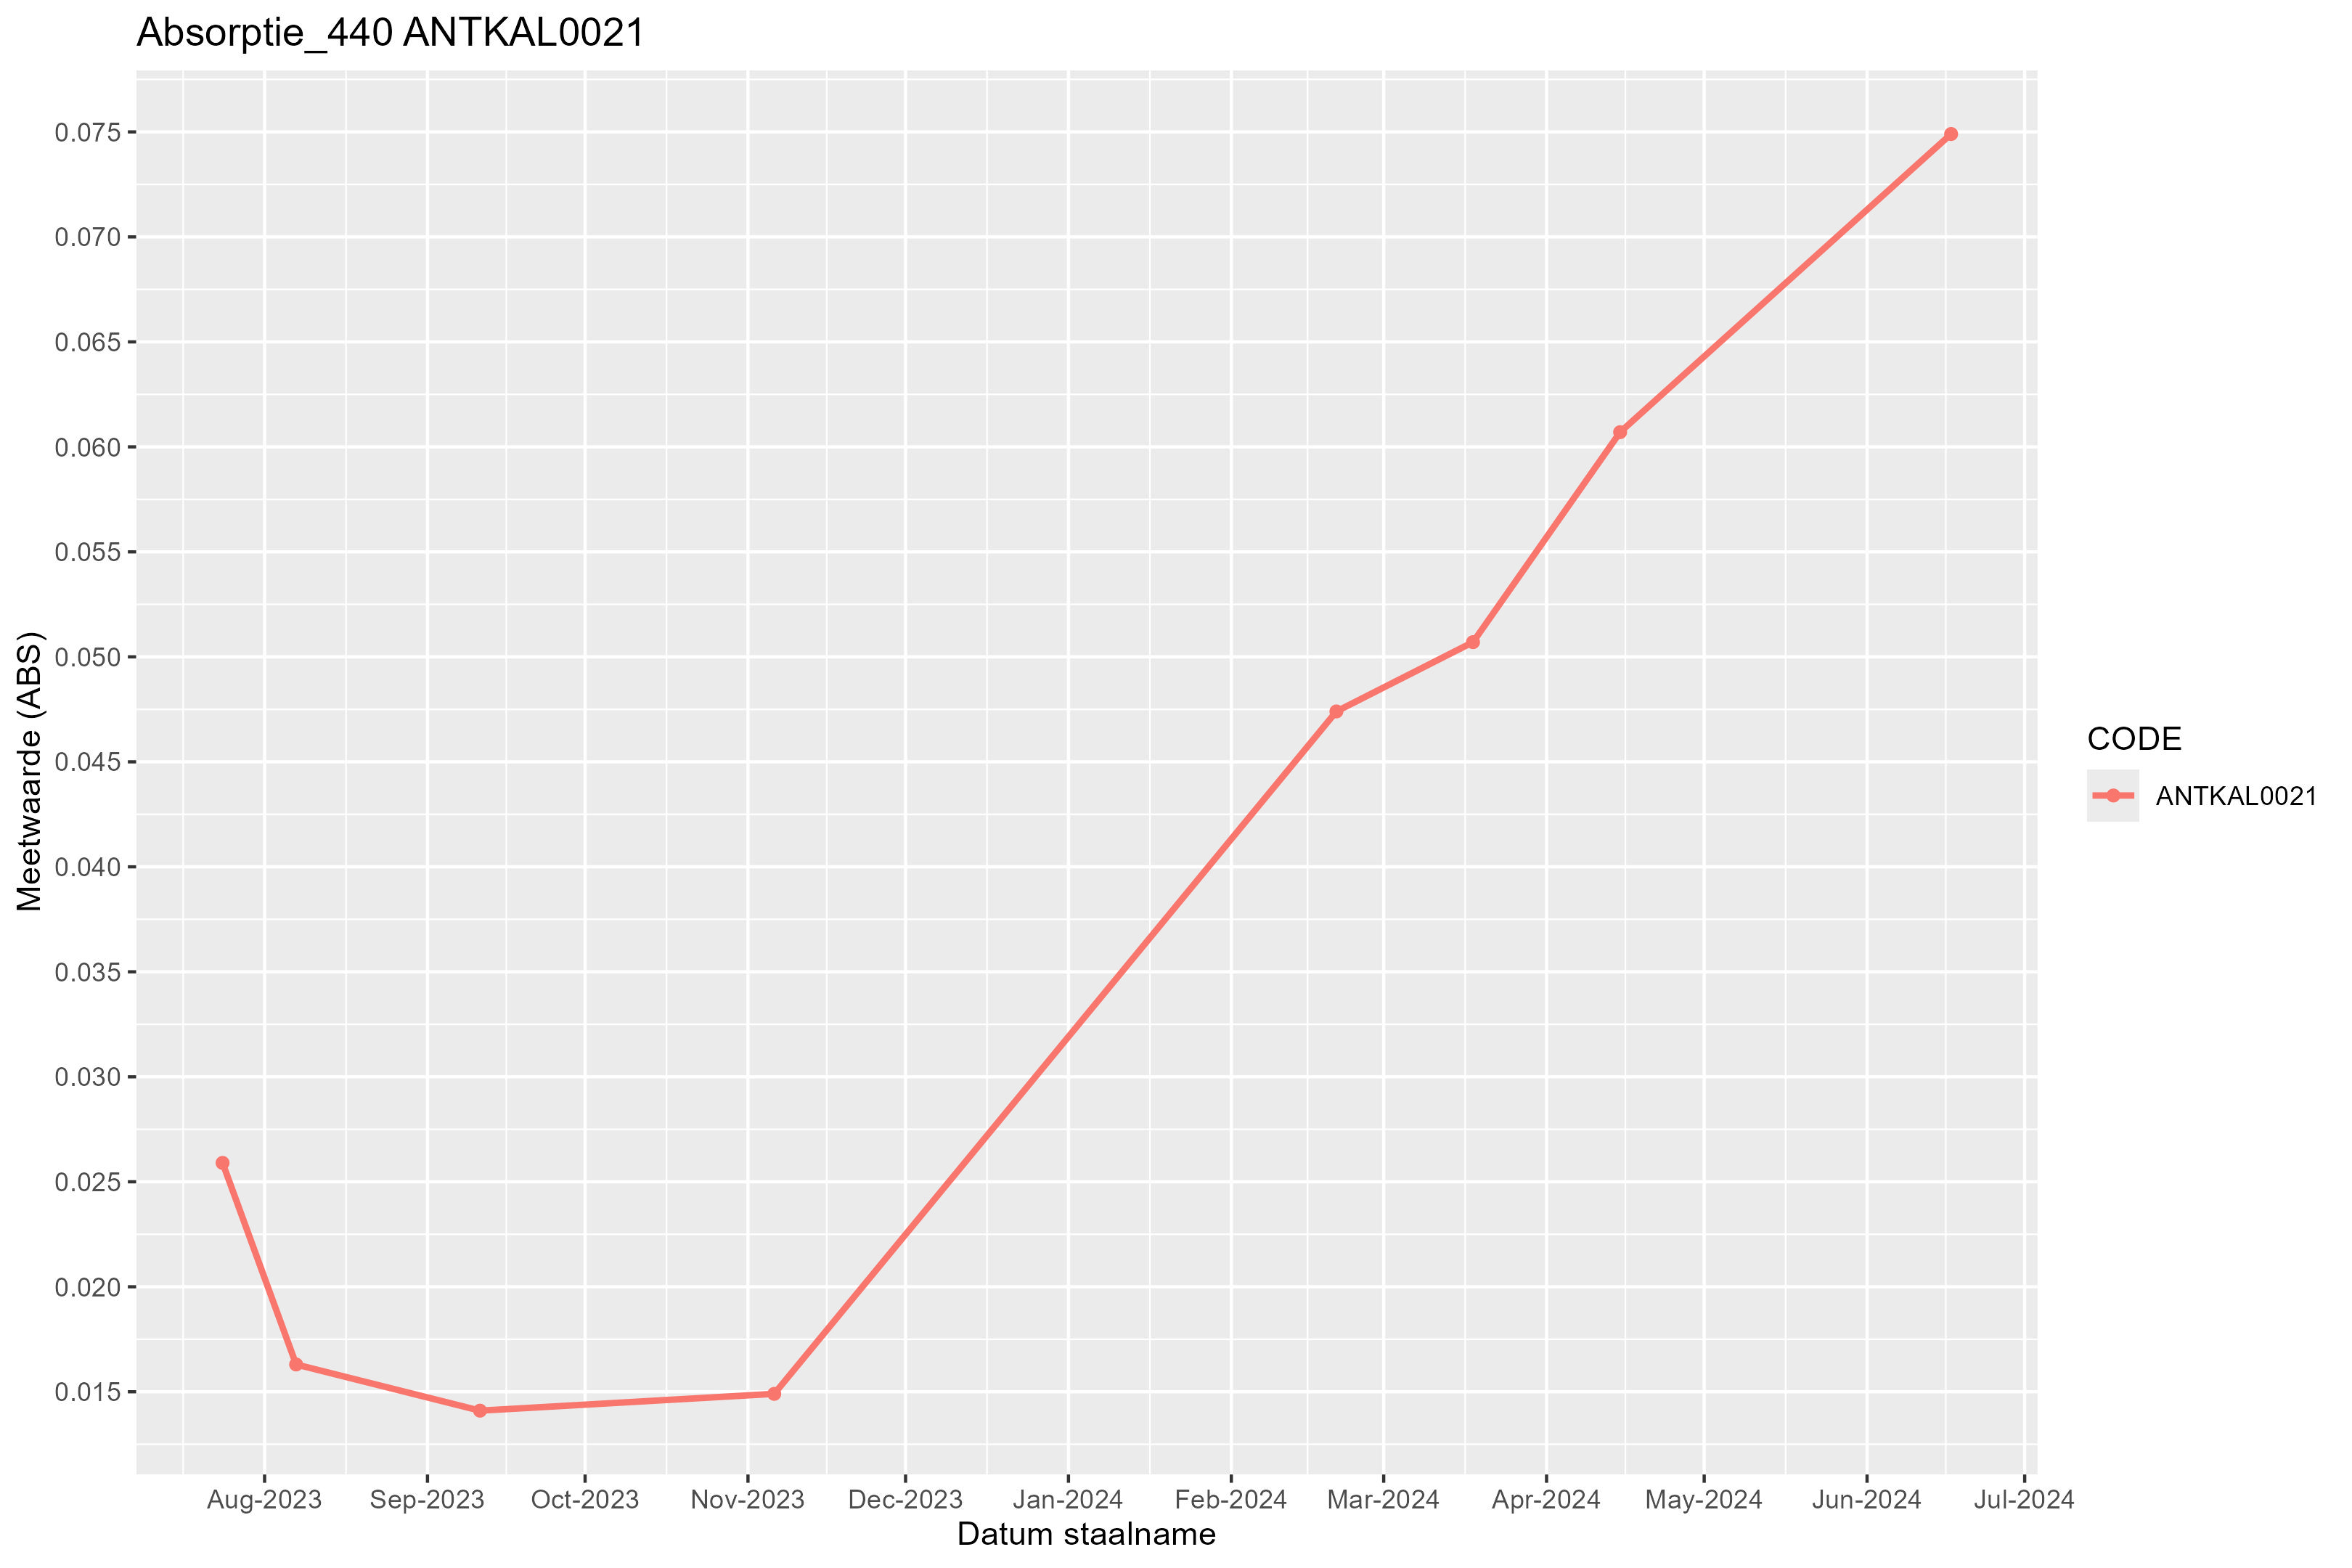 Absorptie_440 ANTKAL0021
0.075
0.070
0.065
0.060
0.055
0.050
0.045
0.040
0.035
0.030
0.025
0.020
0.015
Meetwaarde (ABS)
Aug-2023 Sep-2023 Oct-2023 Nov-2023 Dec-2023 Jan-2024 Feb-2024 Mar-2024 Apr-2024 May-2024 Jun-2024 Jul-2024
Datum staalname
CODE
ANTKAL0021